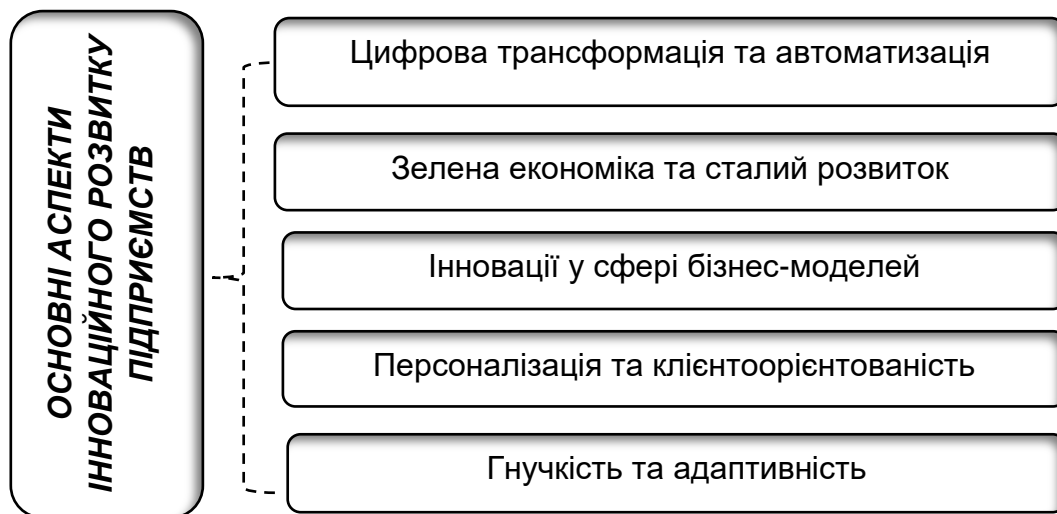 ОСНОВНІ АСПЕКТИ
ІННОВАЦІЙНОГО РОЗВИТКУ
ПІДПРИЄМСТВ
Цифрова трансформація та автоматизація
Зелена економіка та сталий розвиток
Інновації у сфері бізнес-моделей
Персоналізація та клієнтоорієнтованість
Гнучкість та адаптивність